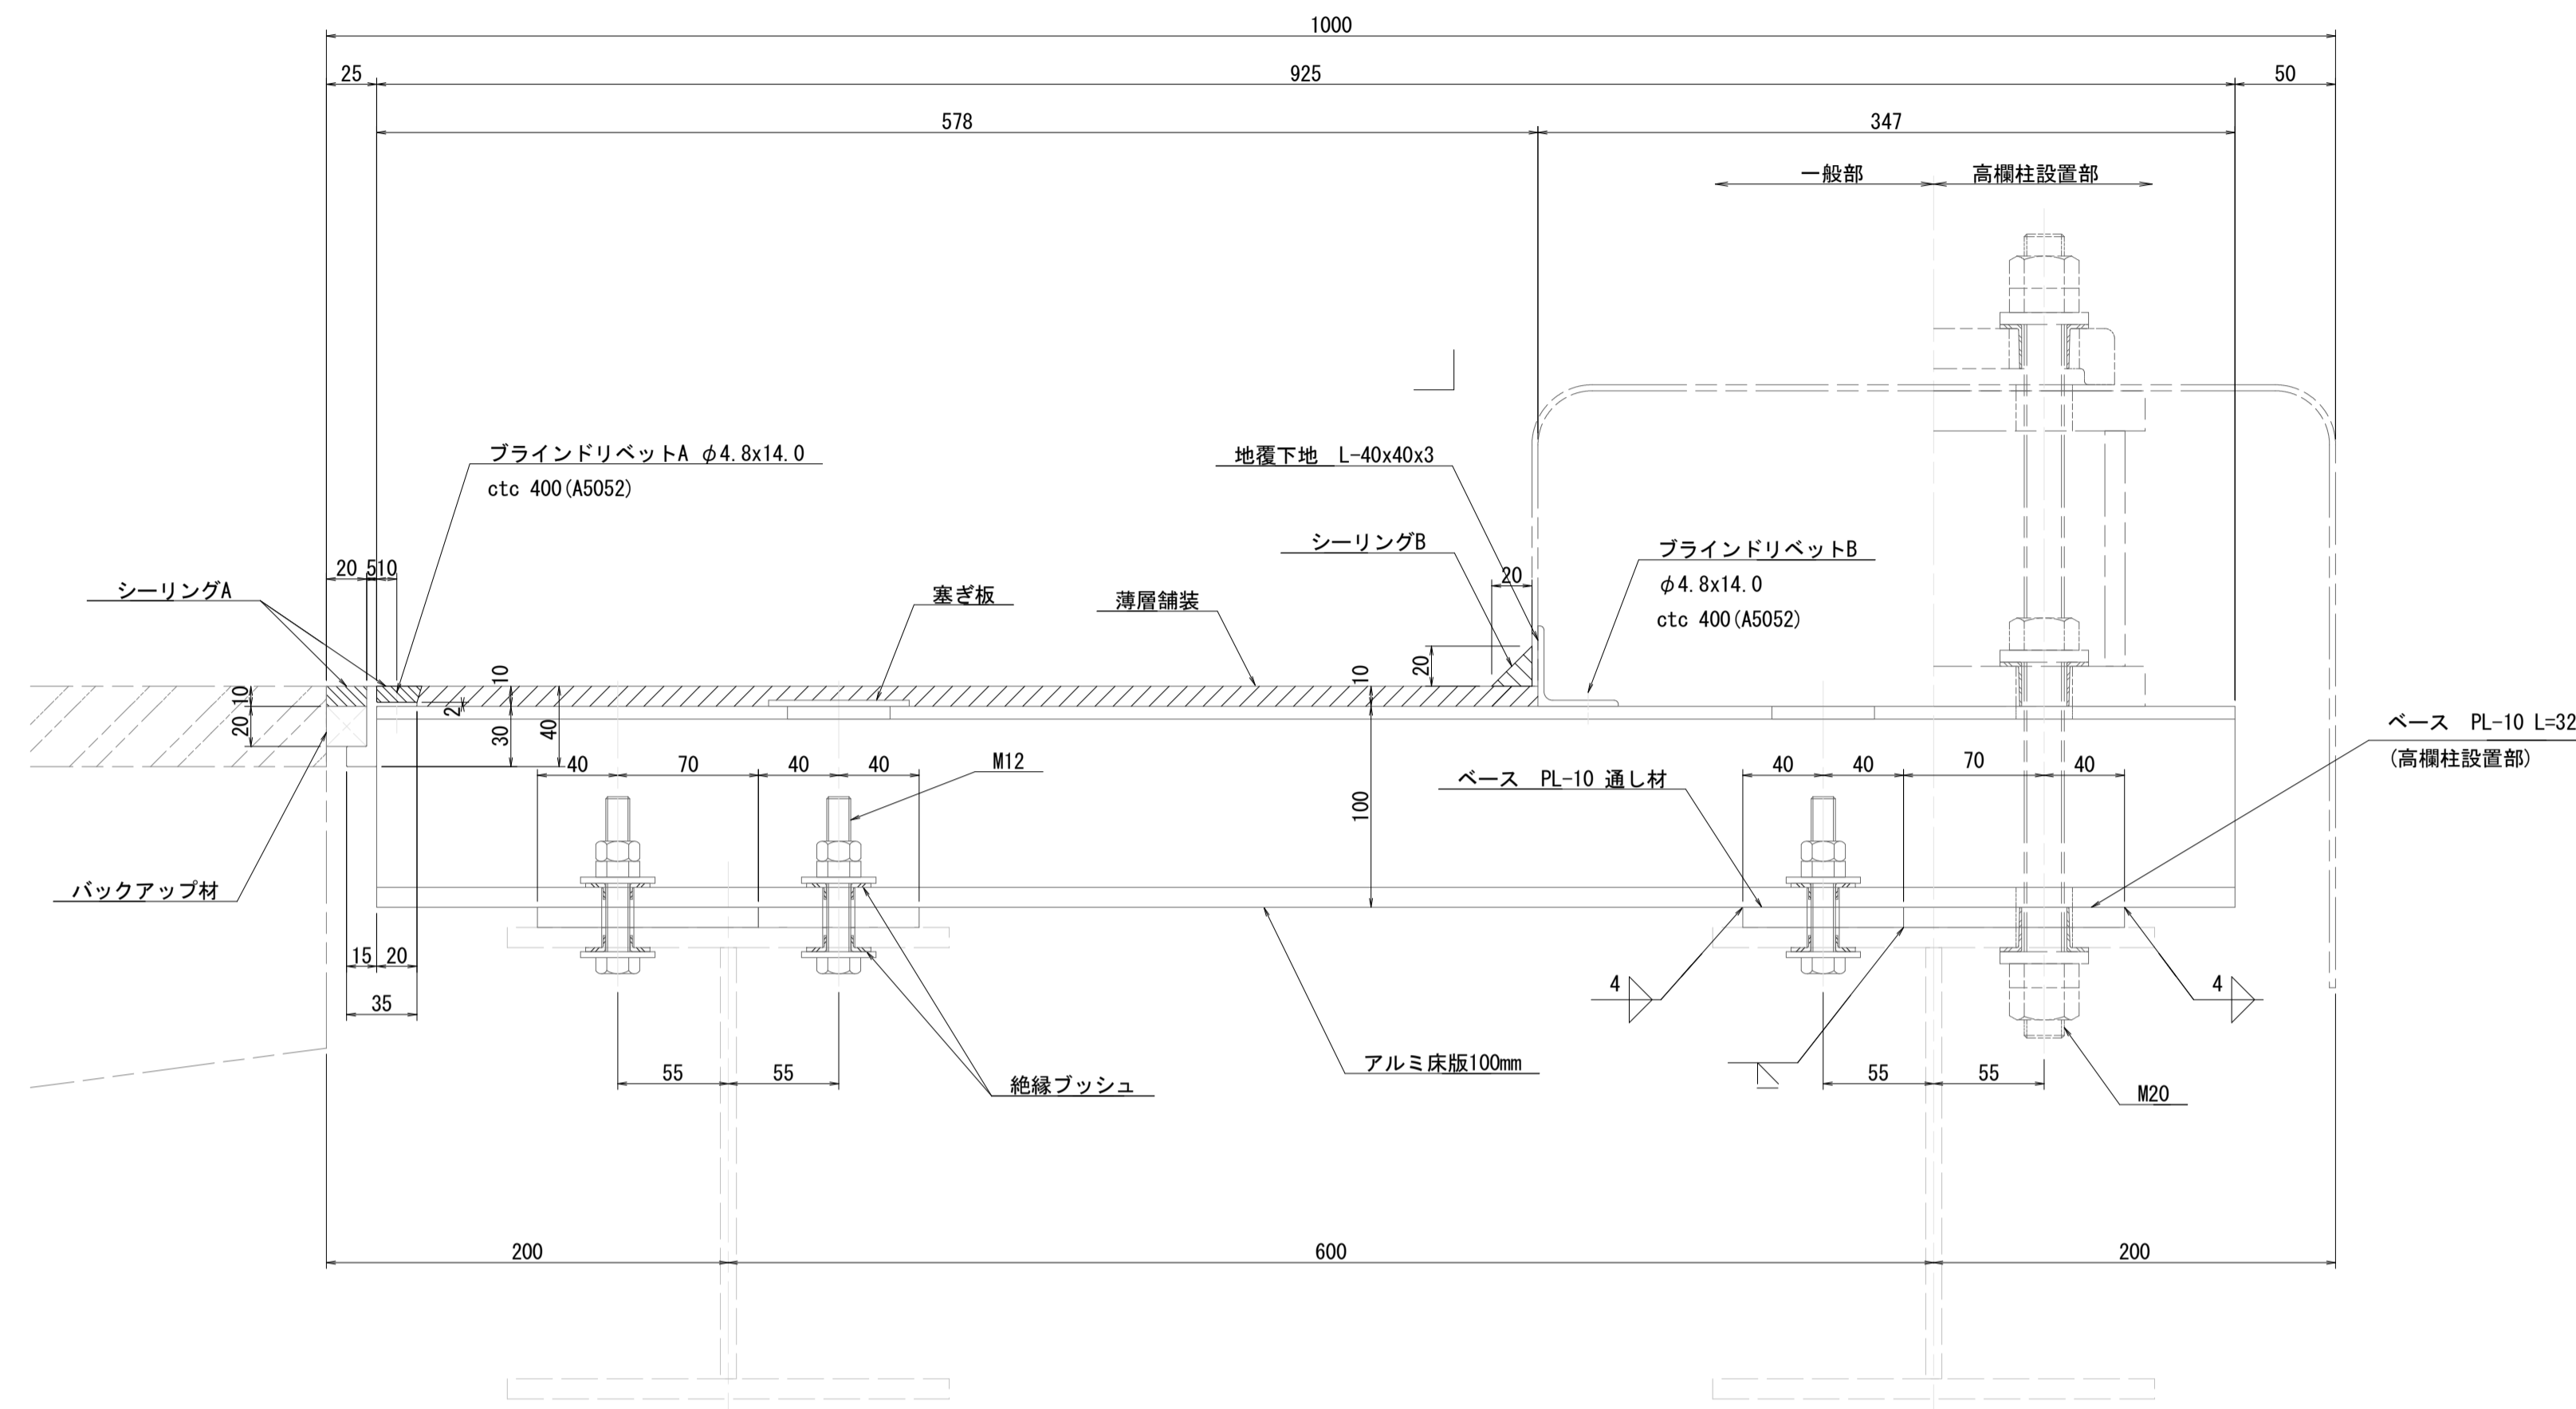 1000
25 925 50
578 347
一般部 高欄柱設置部
ブラインドリベットA φ4.8x14.0
ctc 400(A5052)
地覆下地 L-40x40x3
シーリングB
ブラインドリベットB
φ4.8x14.0
ctc 400(A5052)
20 5 10
20
シーリングA
塞ぎ板
薄層舗装
20
10
10
10
2
20
30
40
100
ベース PL-10 L=32
(高欄柱設置部)
40 70 40 40
M12
ベース PL-10 通し材
40 40 70 40
バックアップ材
15 20
35
4
4
55 55
絶縁ブッシュ
アルミ床版100mm
55 55
M20
200 600 200